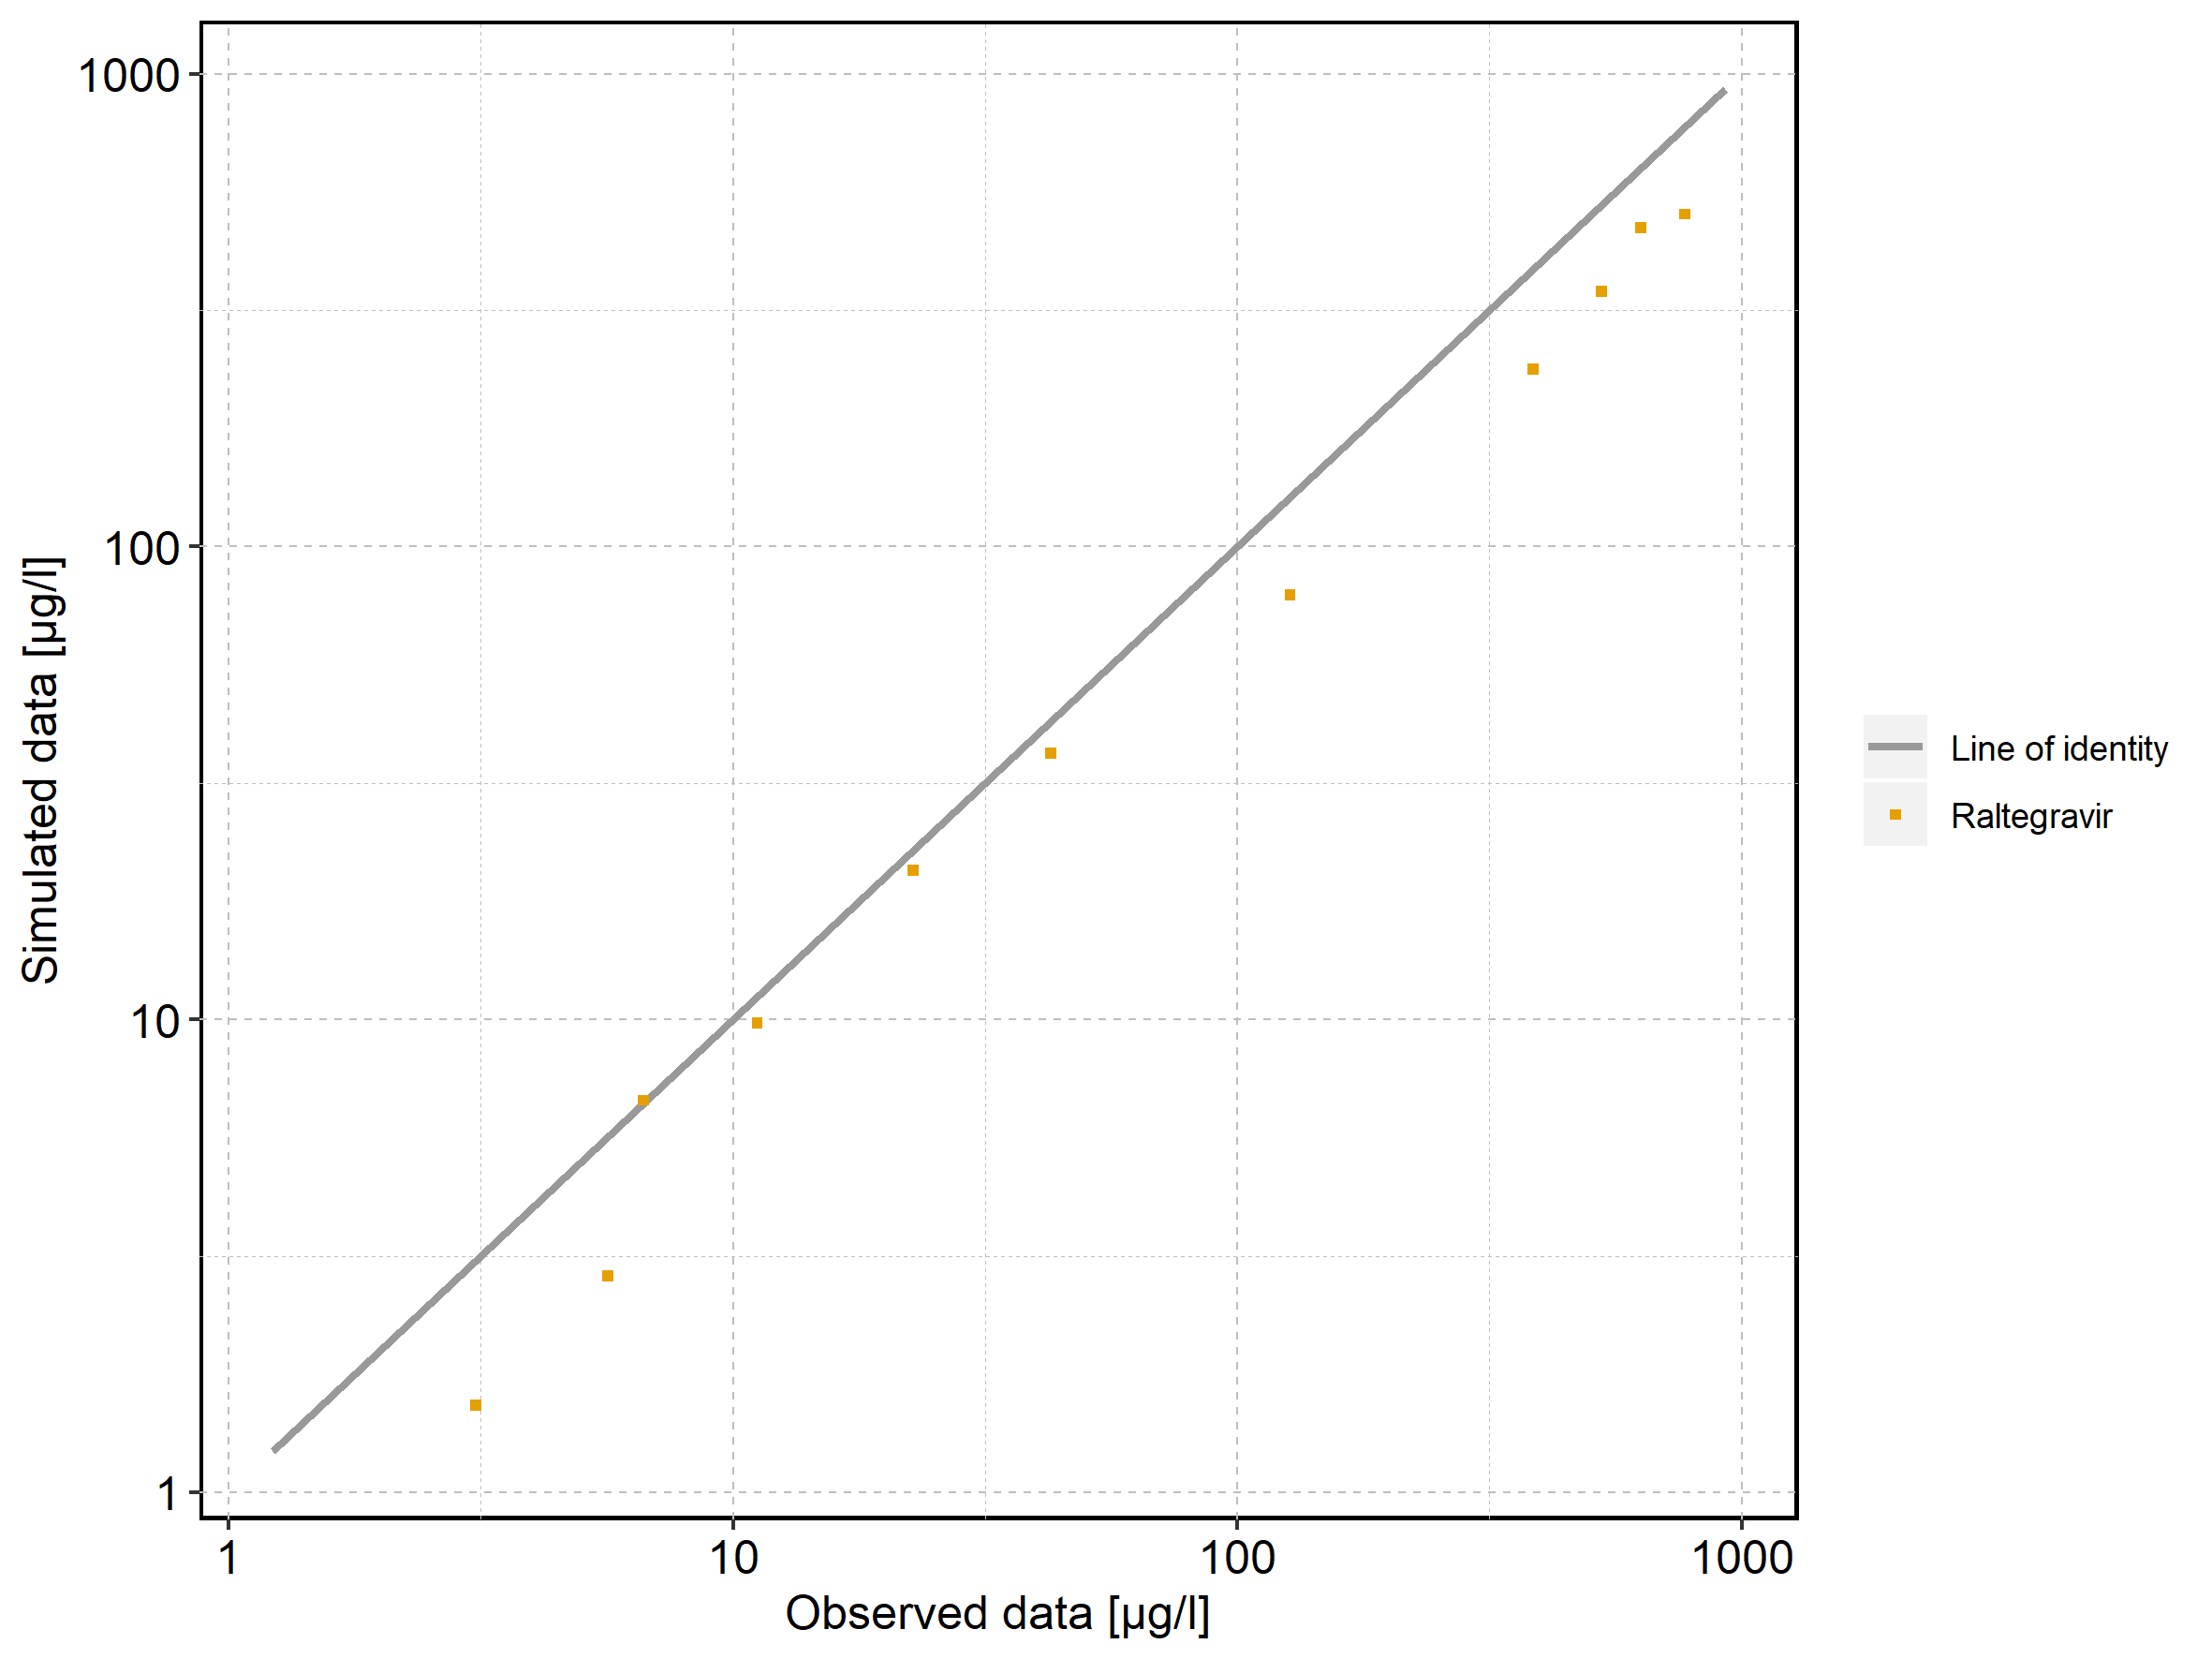 1000
100
10
1
Simulated data [µg/l]
1
10
100
1000
Observed data [µg/l]
Line of identity
Raltegravir